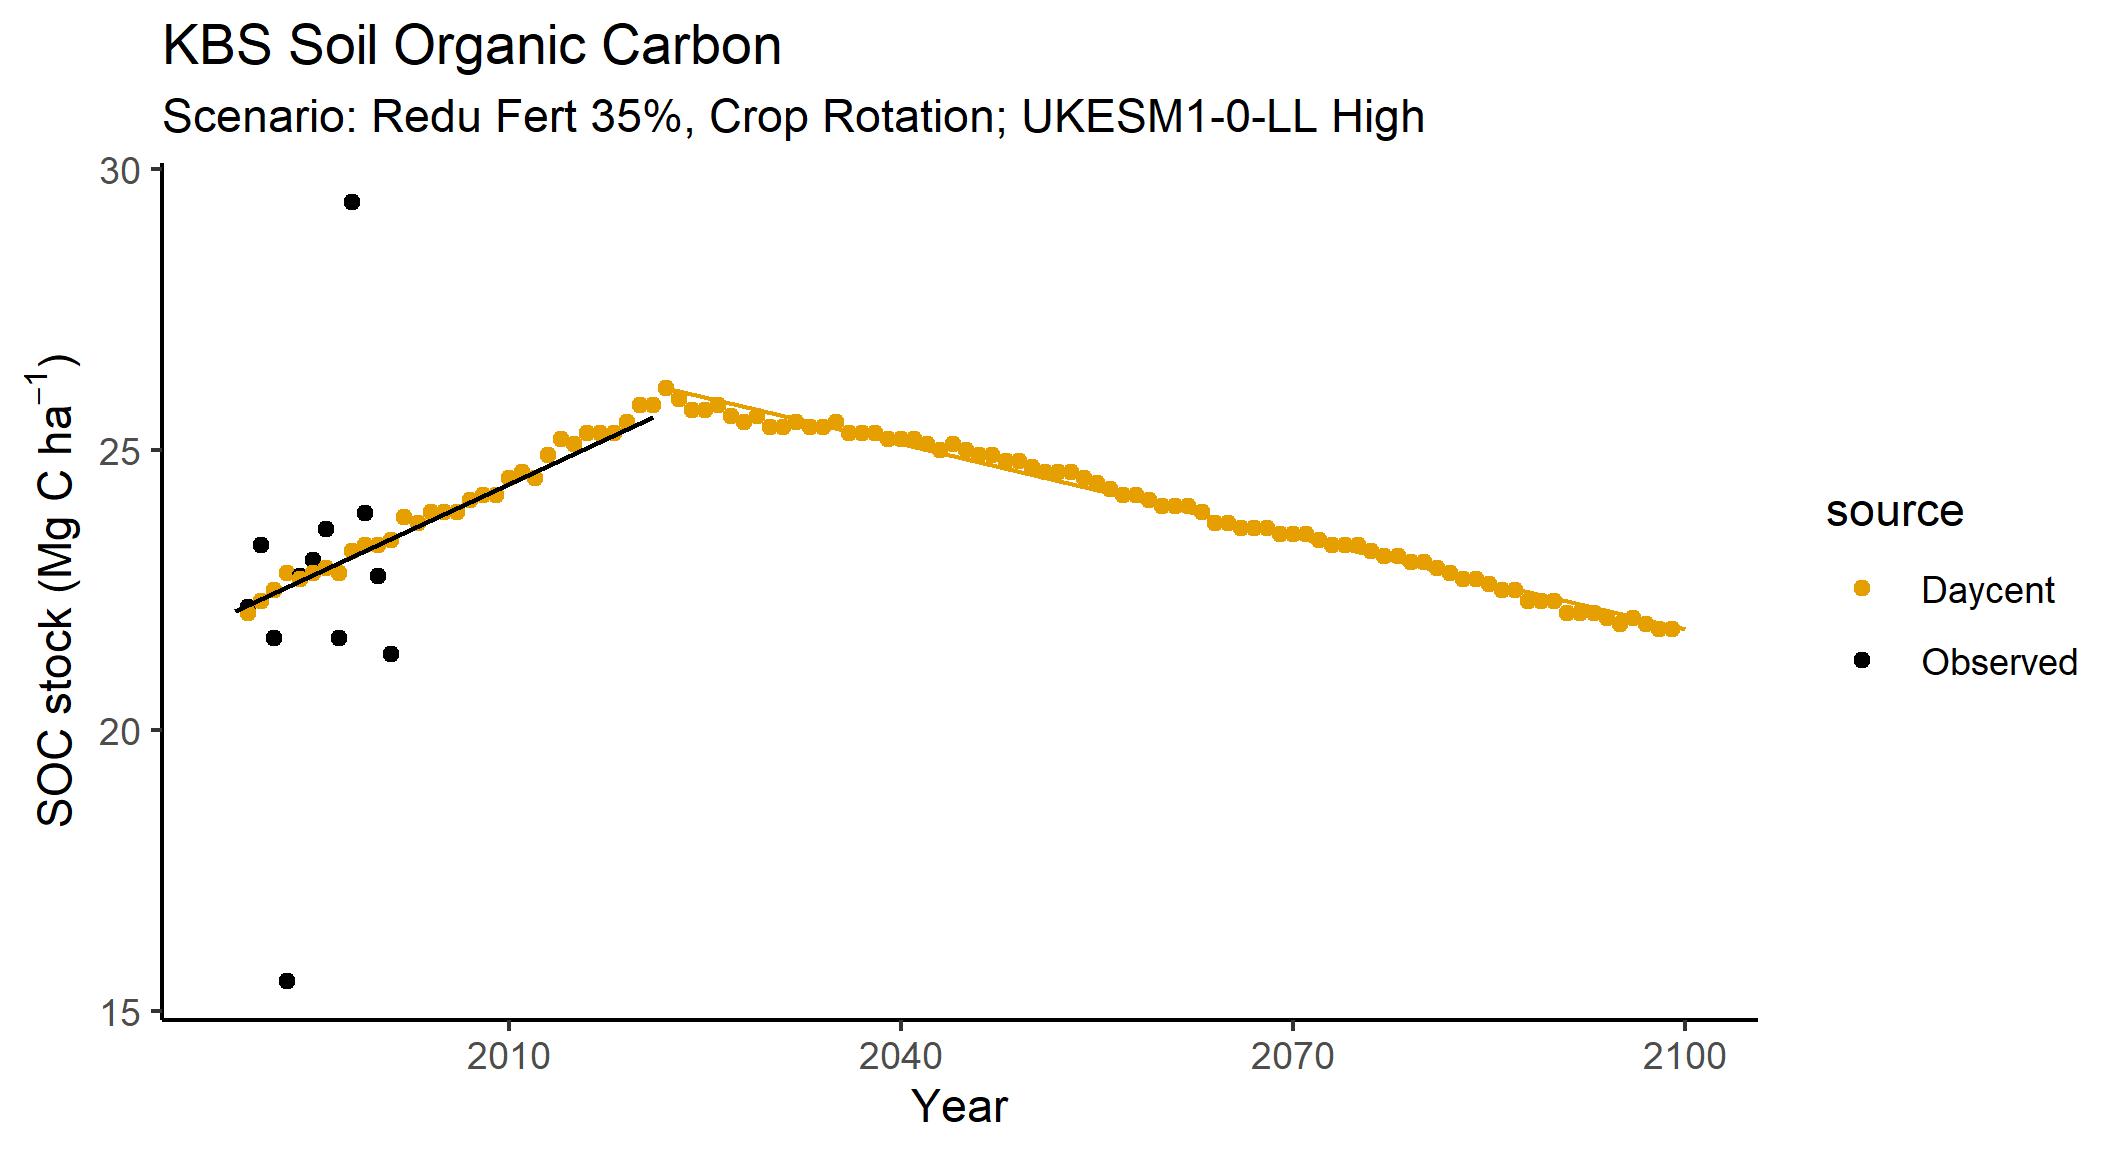 KBS Soil Organic Carbon
Scenario: Redu Fert 35%, Crop Rotation; UKESM1-0-LL High
30
25
20
15
SOC stock (Mg C ha⁻¹)
2010 2040 2070 2100
Year
source
Daycent
Observed